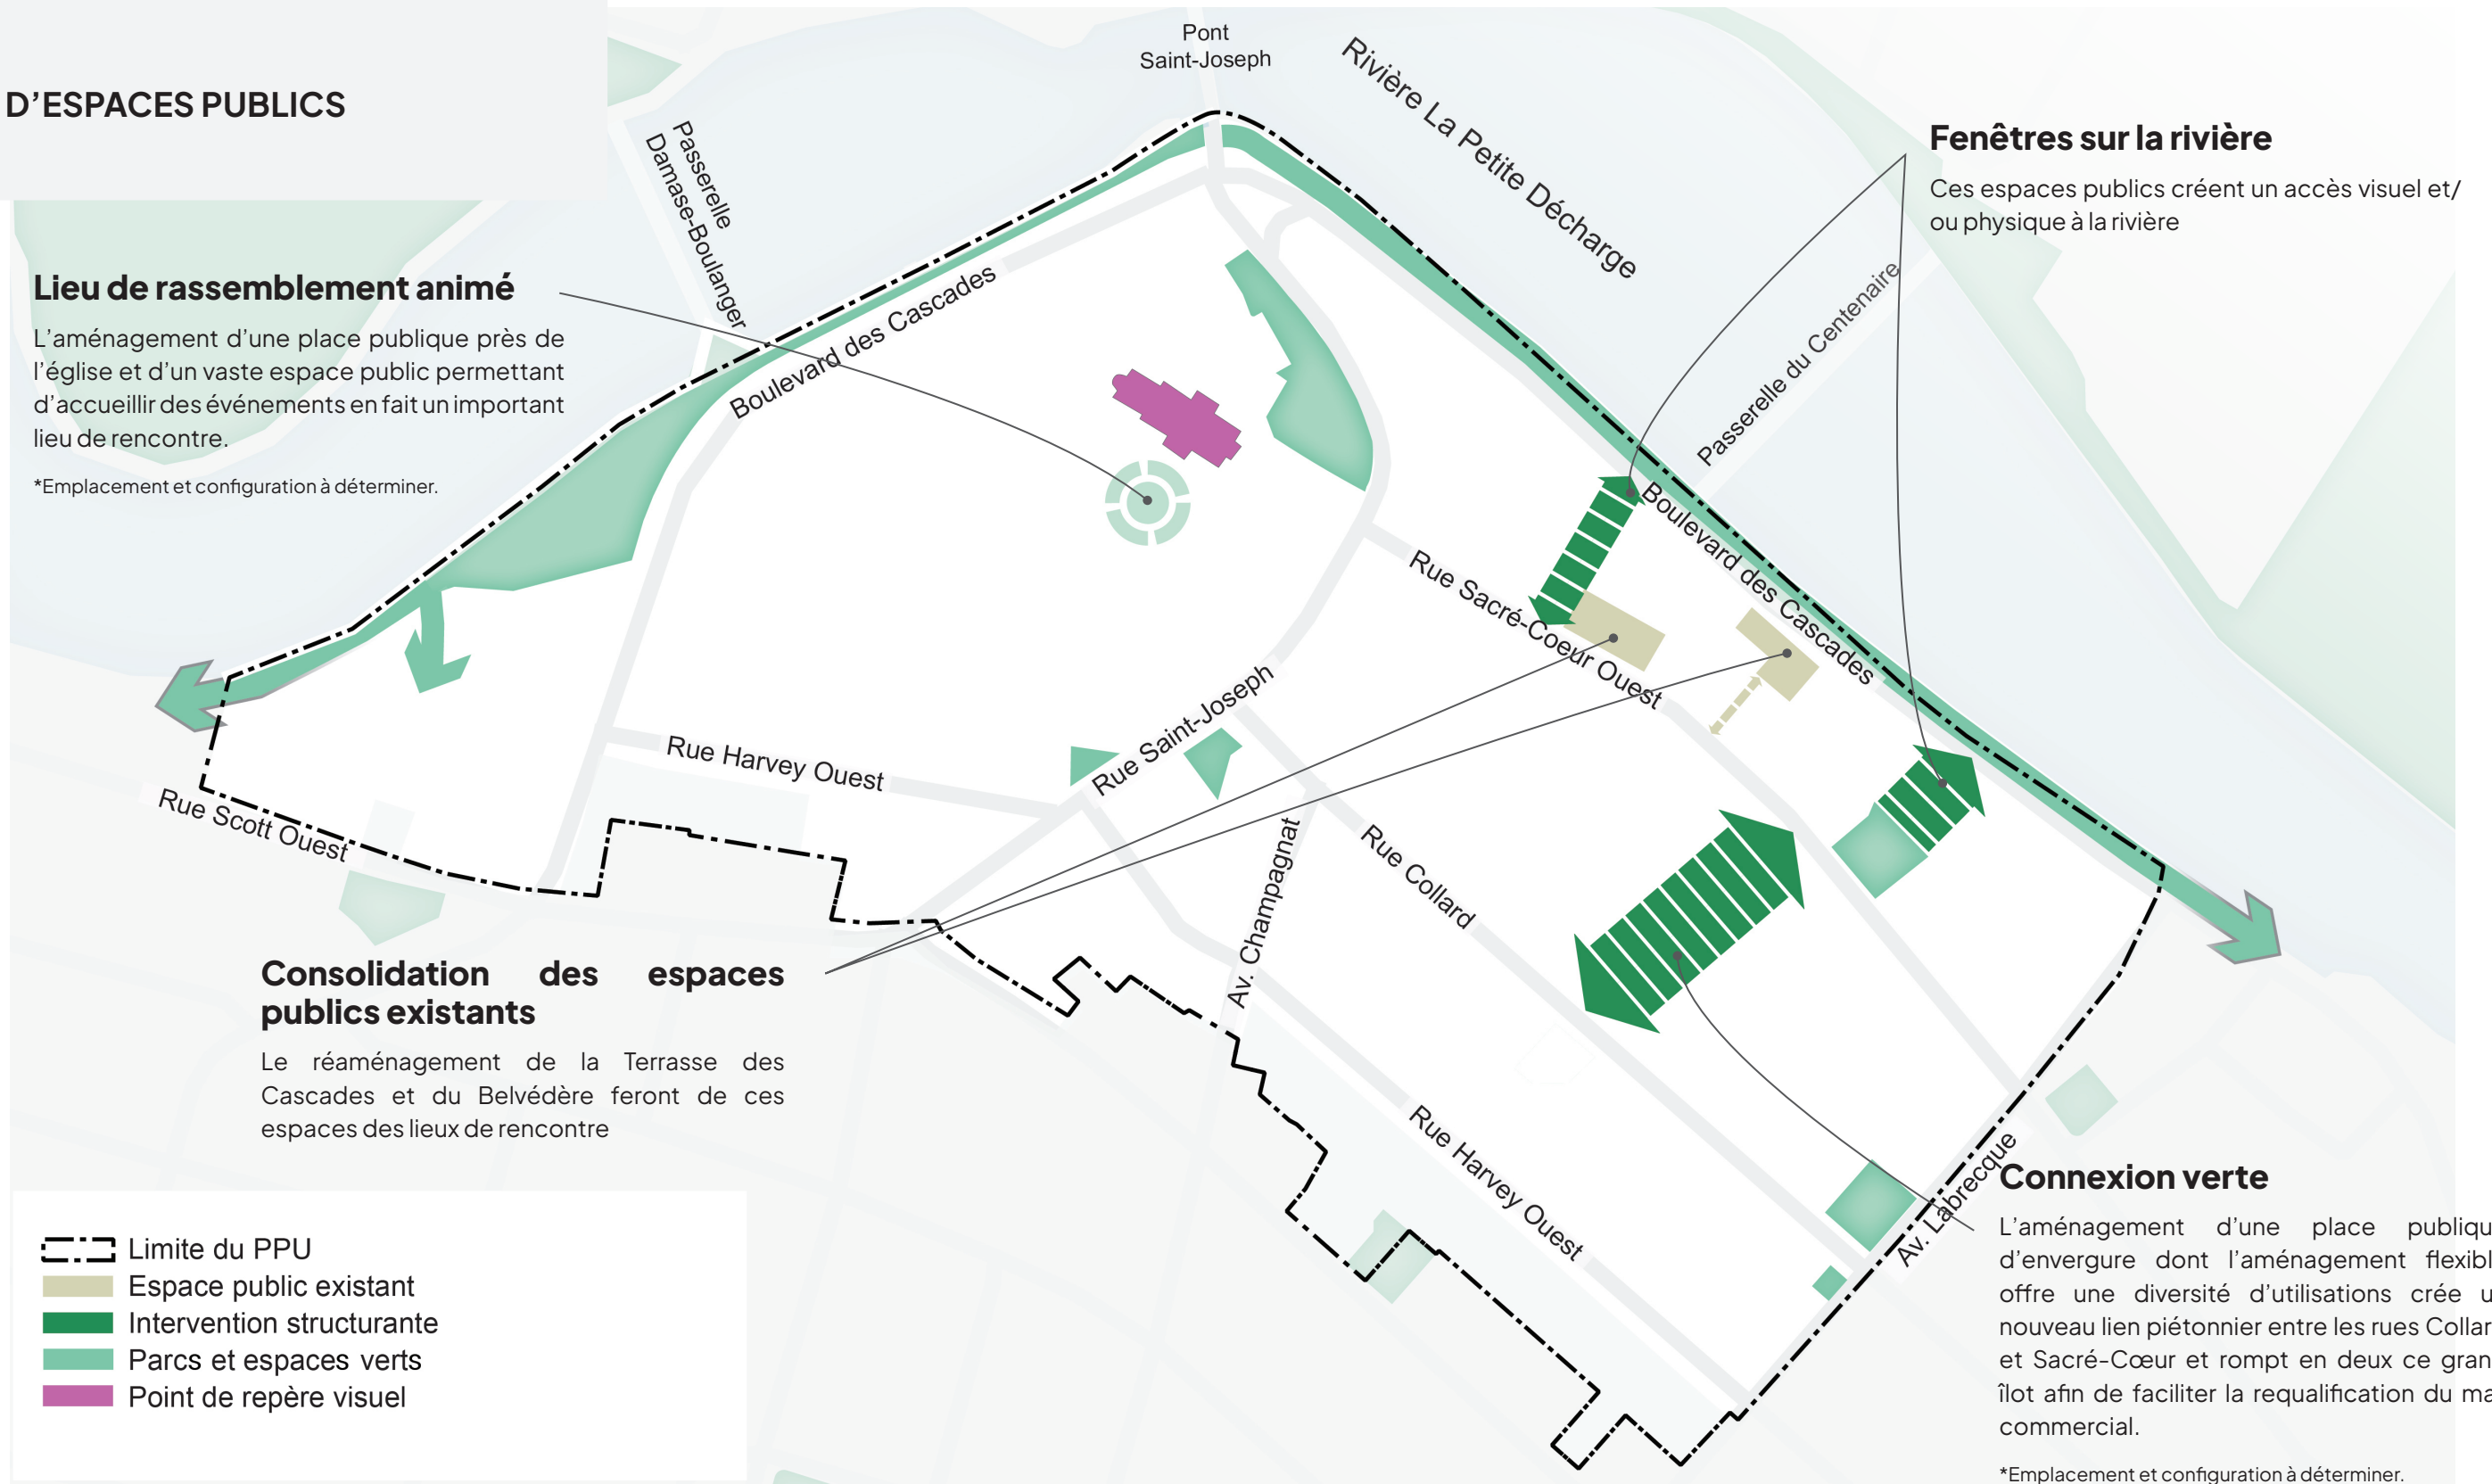 D’ESPACES PUBLICS
Pont
Saint-Joseph
Rivière La Petite Décharge
Passerelle
Damase-Boulanger
Fenêtres sur la rivière
Ces espaces publics créent un accès visuel et/
ou physique à la rivière
Lieu de rassemblement animé
L’aménagement d’une place publique près de
l’église et d’un vaste espace public permettant
d’accueillir des événements en fait un important
lieu de rencontre.
*Emplacement et configuration à déterminer.
Boulevard des Cascades
Passerelle du Centenaire
Boulevard des Cascades
Rue Sacré-Coeur Ouest
Rue Saint-Joseph
Rue Harvey Ouest
Rue Scott Ouest
Av. Champagnat
Rue Collard
Rue Harvey Ouest
Av. Labrecque
Consolidation des espaces
publics existants
Le réaménagement de la Terrasse des
Cascades et du Belvédère feront de ces
espaces des lieux de rencontre
Connexion verte
L’aménagement d’une place publiqu
d’envergure dont l’aménagement flexibl
offre une diversité d’utilisations crée u
nouveau lien piétonnier entre les rues Collar
et Sacré-Cœur et rompt en deux ce gran
îlot afin de faciliter la requalification du ma
commercial.
*Emplacement et configuration à déterminer.
Limite du PPU
Espace public existant
Intervention structurante
Parcs et espaces verts
Point de repère visuel